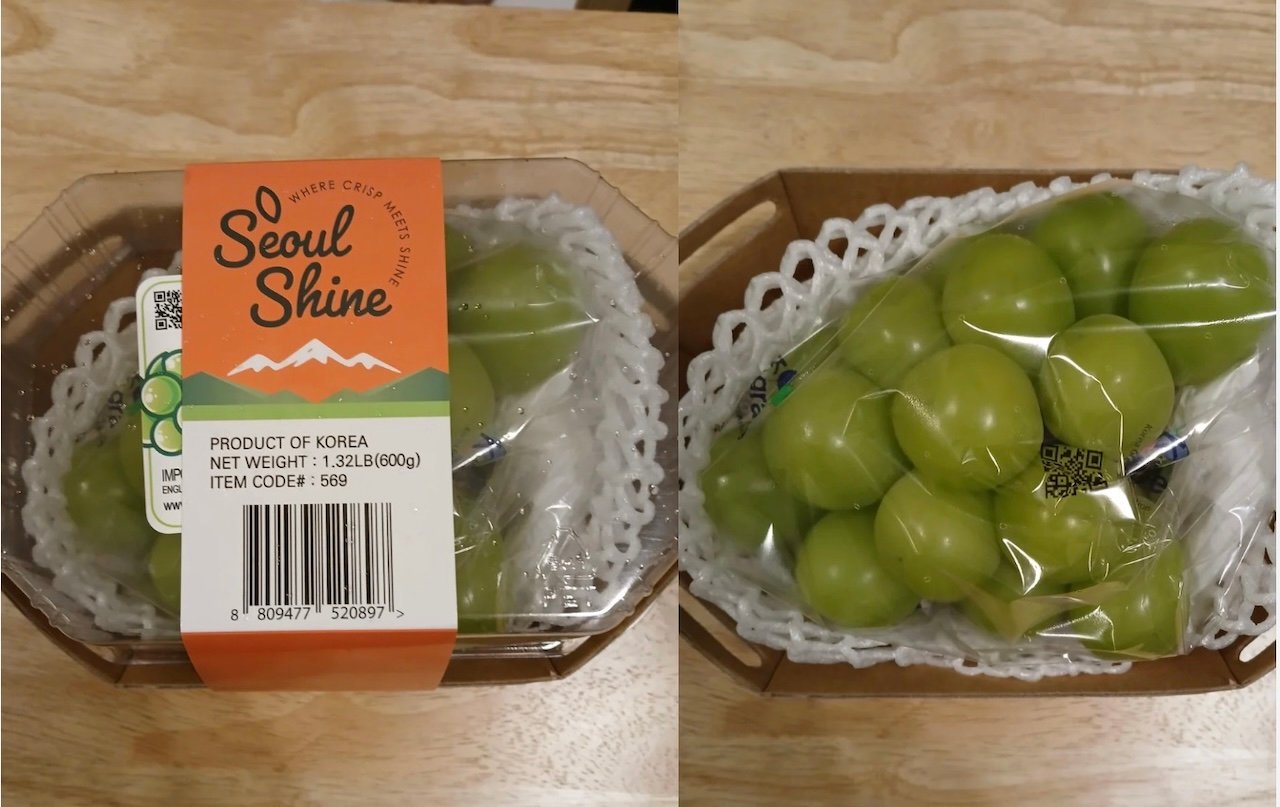 WHERE CRISP MEETS SHINE
Seoul
Shine
PRODUCT OF KOREA
NET WEIGHT : 1.32LB(600g)
ITEM CODE# : 569
8 809477 520897 >